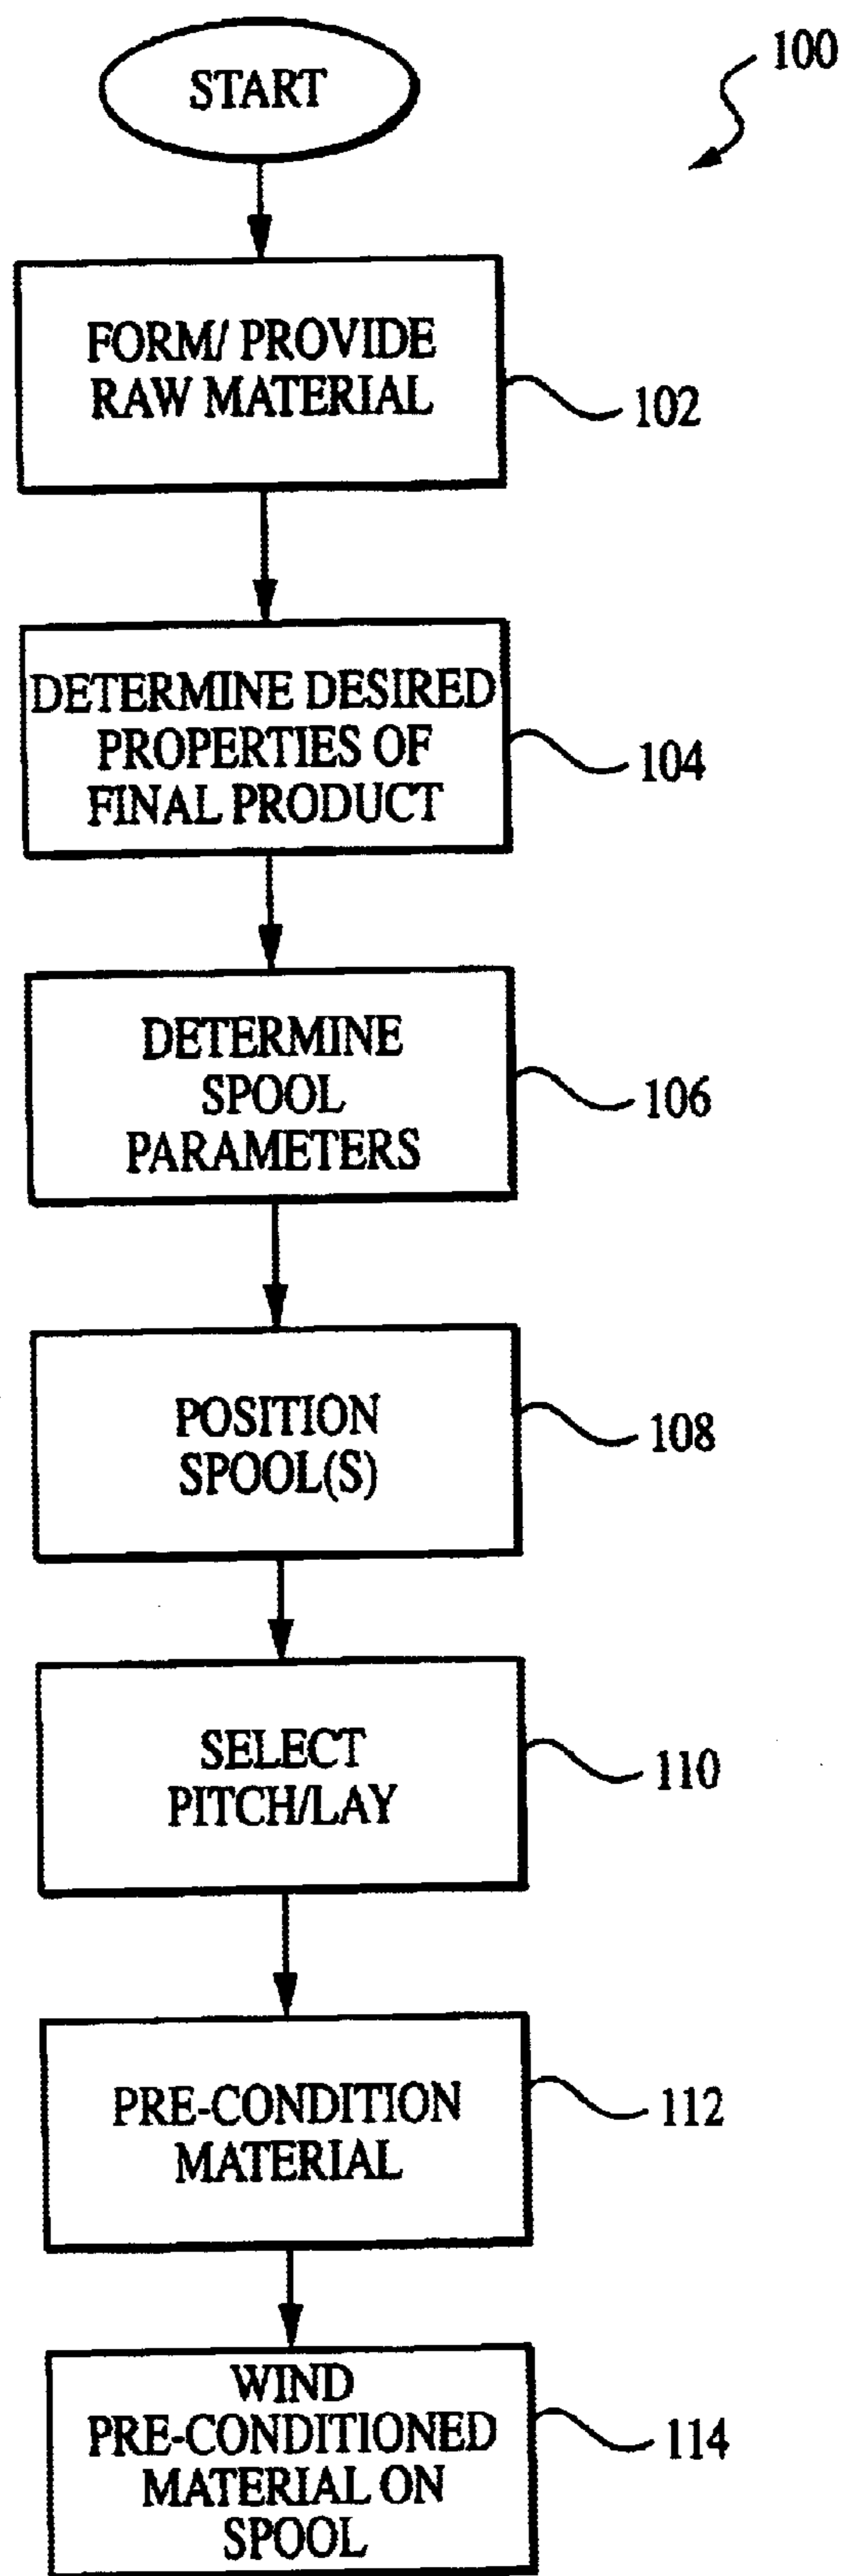 START
100
FORM/ PROVIDE
RAW MATERIAL
102
DETERMINE DESIRED
PROPERTIES OF
FINAL PRODUCT
104
DETERMINE
SPOOL
PARAMETERS
106
POSITION
SPOOL(S)
108
SELECT
PITCH/LAY
110
PRE-CONDITION
MATERIAL
112
WIND
PRE-CONDITIONED
MATERIAL ON
SPOOL
114